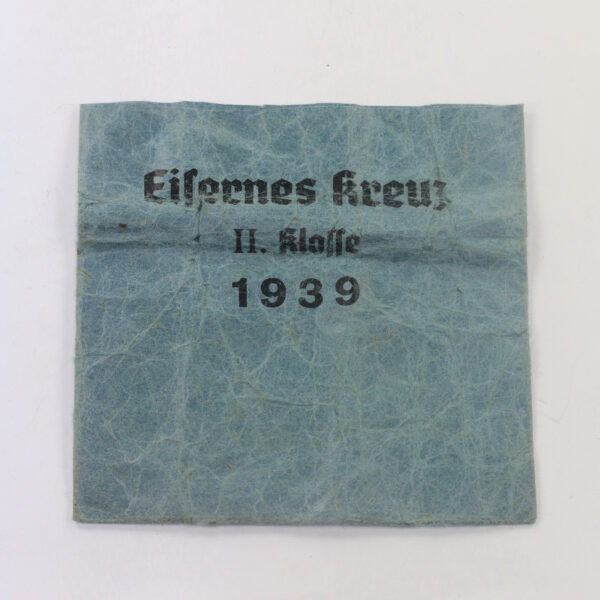 Eisernes Kreuz
II. Klasse
1939